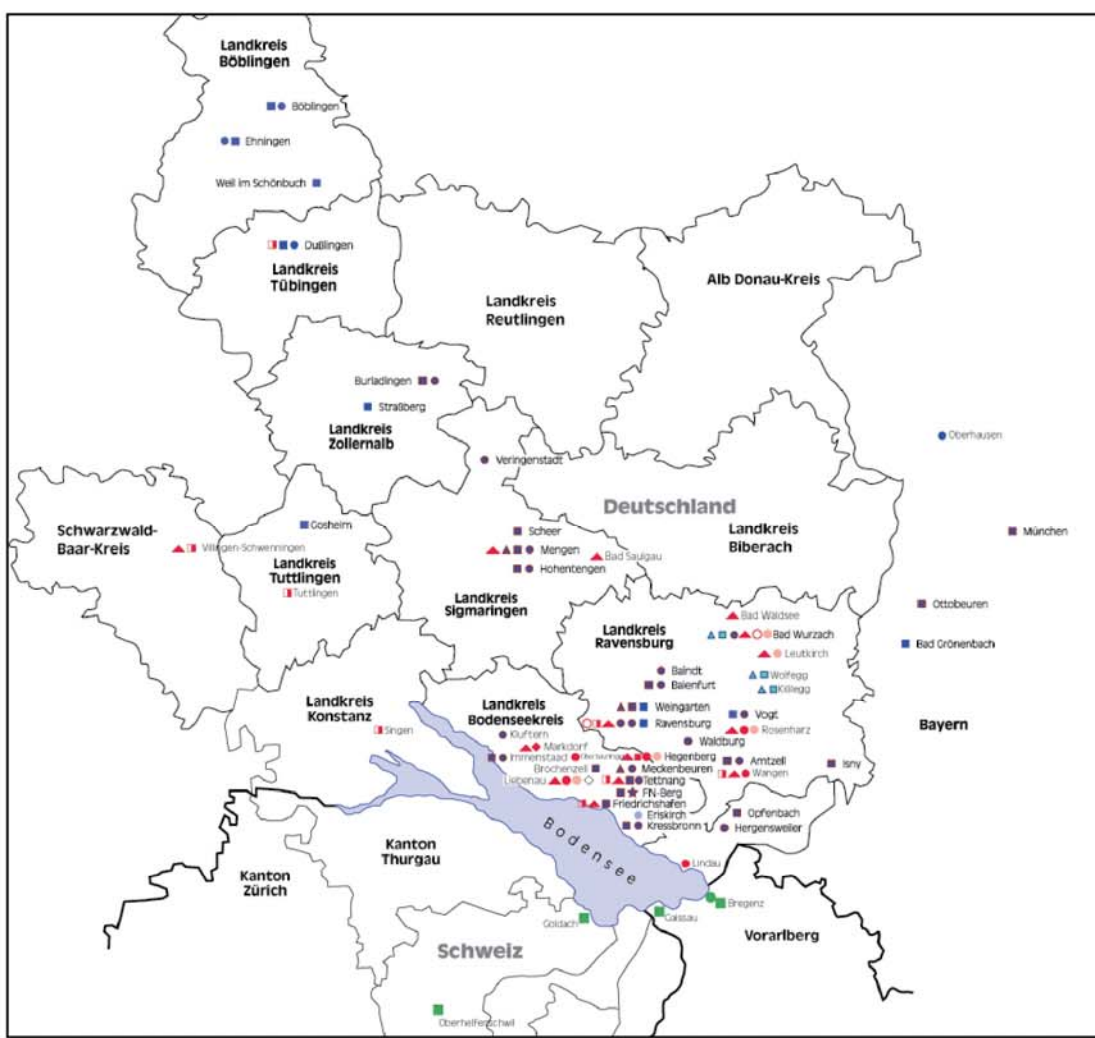 Landkreis
Böblingen
Böblingen
Ehningen
Weil im Schönbuch
Dußlingen
Landkreis
Tübingen
Landkreis
Reutlingen
Alb Donau-Kreis
Burladingen
Straßberg
Landkreis
Zollernalb
Oberhausen
Veringenstadt
Deutschland
Schwarzwald-
Baar-Kreis
Villingen-Schwenningen
Gosheim
Landkreis
Tuttlingen
Tuttlingen
Scheer
Mengen
Hohentengen
Bad Saulgau
Landkreis
Sigmaringen
Landkreis
Biberach
München
Ottobeuren
Bad Grönenbach
Bayern
Landkreis
Ravensburg
Bad Waldsee
Bad Wurzach
Leutkirch
Wolfegg
Kißlegg
Baindt
Baienfurt
Weingarten
Ravensburg
Vogt
Rosenharz
Waldburg
Landkreis
Konstanz
Singen
Landkreis
Bodenseekreis
Kluftern
Markdorf
Immenstaad
Hegenberg
Brochenzell
Meckenbeuren
Amtzell
Wangen
Isny
Liebenau
Tettnang
FN-Berg
Friedrichshafen
Eriskirch
Kressbronn
Opfenbach
Hergensweiler
Bodensee
Lindau
Kanton
Thurgau
Kanton
Zürich
Goldach
Gaissau
Bregenz
Vorarlberg
Schweiz
Oberhelfenschwil